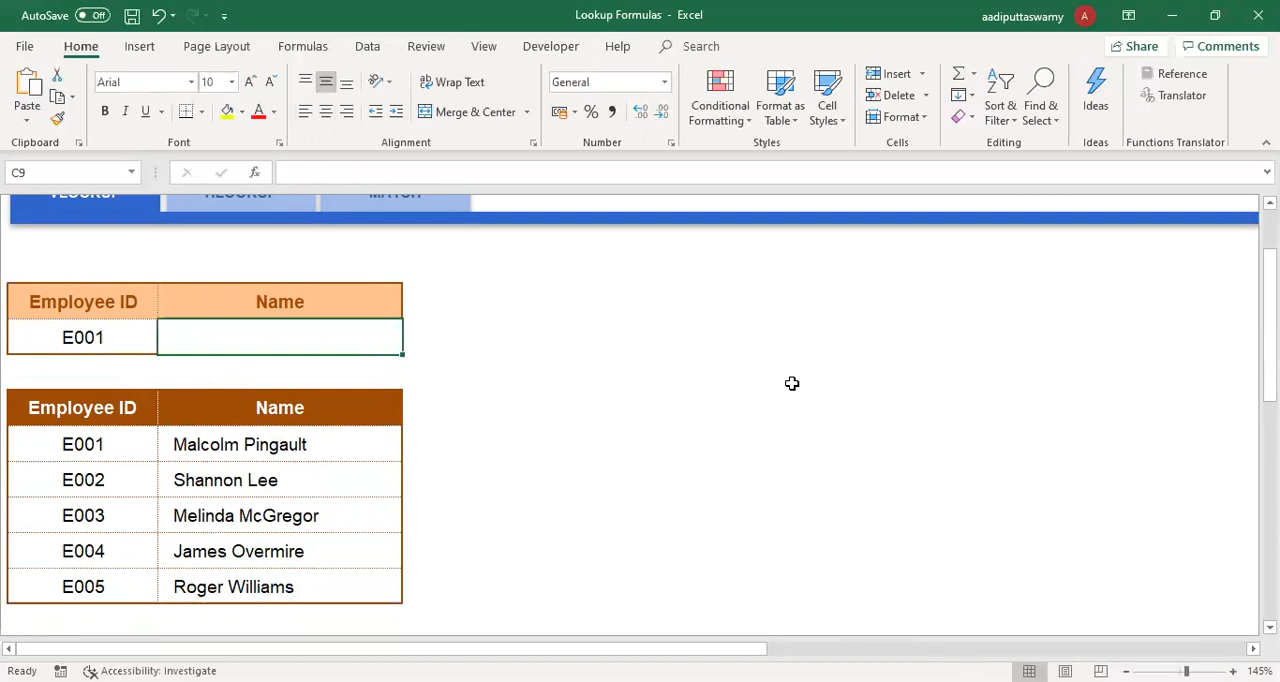 AutoSave Off Lookup Formulas - Excel aadiputtaswamy A
File Home Insert Page Layout Formulas Data Review View Developer Help Search Share Comments
Paste
Clipboard
Arial 10
B I U A
Font
Wrap Text
Merge & Center
Alignment
General
Number
Conditional Formatting
Format as Table
Cell Styles
Styles
Insert
Delete
Format
Cells
Sort & Filter
Find & Select
Editing
Ideas
Ideas
Reference
Translator
Functions Translator
C9 fx
VLOOKUP HLOOKUP MATCH
Employee ID Name
E001
Employee ID Name
E001 Malcolm Pingault
E002 Shannon Lee
E003 Melinda McGregor
E004 James Overmire
E005 Roger Williams
Ready Accessibility: Investigate 145%